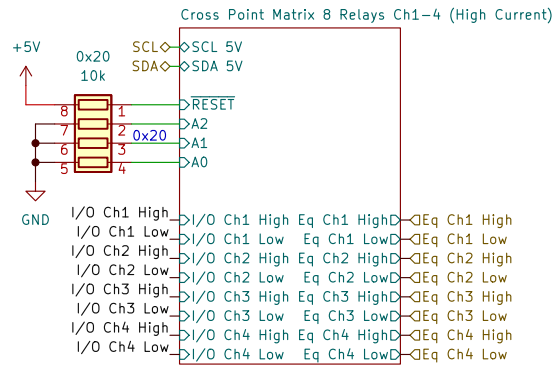 Cross Point Matrix 8 Relays Ch1-4 (High Current)
+5V
SCL SCL 5V
0x20 SDA SDA 5V
10k
8 1 RESET
7 2 A2
0x20
6 3 A1
5 4 A0
GND
I/O Ch1 High I/O Ch1 High Eq Ch1 High Eq Ch1 High
I/O Ch1 Low I/O Ch1 Low Eq Ch1 Low Eq Ch1 Low
I/O Ch2 High I/O Ch2 High Eq Ch2 High Eq Ch2 High
I/O Ch2 Low I/O Ch2 Low Eq Ch2 Low Eq Ch2 Low
I/O Ch3 High I/O Ch3 High Eq Ch3 High Eq Ch3 High
I/O Ch3 Low I/O Ch3 Low Eq Ch3 Low Eq Ch3 Low
I/O Ch4 High I/O Ch4 High Eq Ch4 High Eq Ch4 High
I/O Ch4 Low I/O Ch4 Low Eq Ch4 Low Eq Ch4 Low